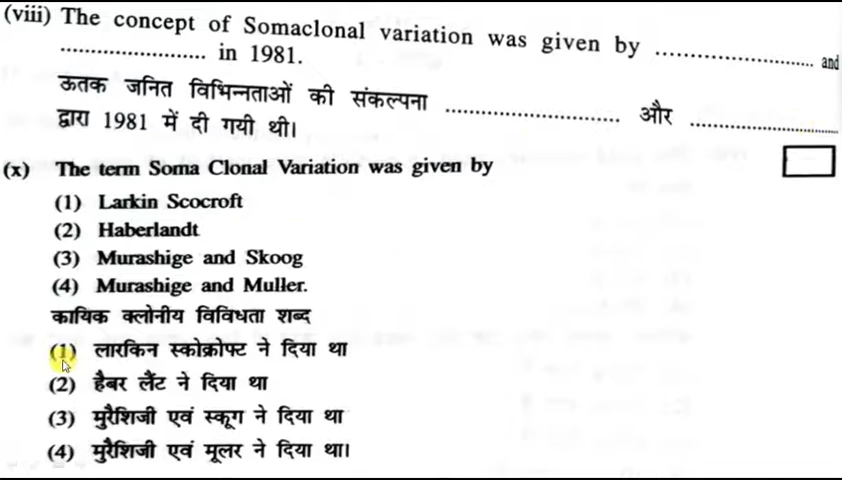 (viii) The concept of Somaclonal variation was given by .......................... and
........................ in 1981.
ऊतक जनित विभिन्नताओं की संकल्पना .............................. और ..........................
द्वारा 1981 में दी गयी थी।
(x) The term Soma Clonal Variation was given by
(1) Larkin Scocroft
(2) Haberlandt
(3) Murashige and Skoog
(4) Murashige and Muller.
कायिक क्लोनीय विविधता शब्द
(1) लारकिन स्कोक्रोफ्ट ने दिया था
(2) हैबर लैंट ने दिया था
(3) मुरैशिजी एवं स्कूग ने दिया था
(4) मुरैशिजी एवं मूलर ने दिया था।